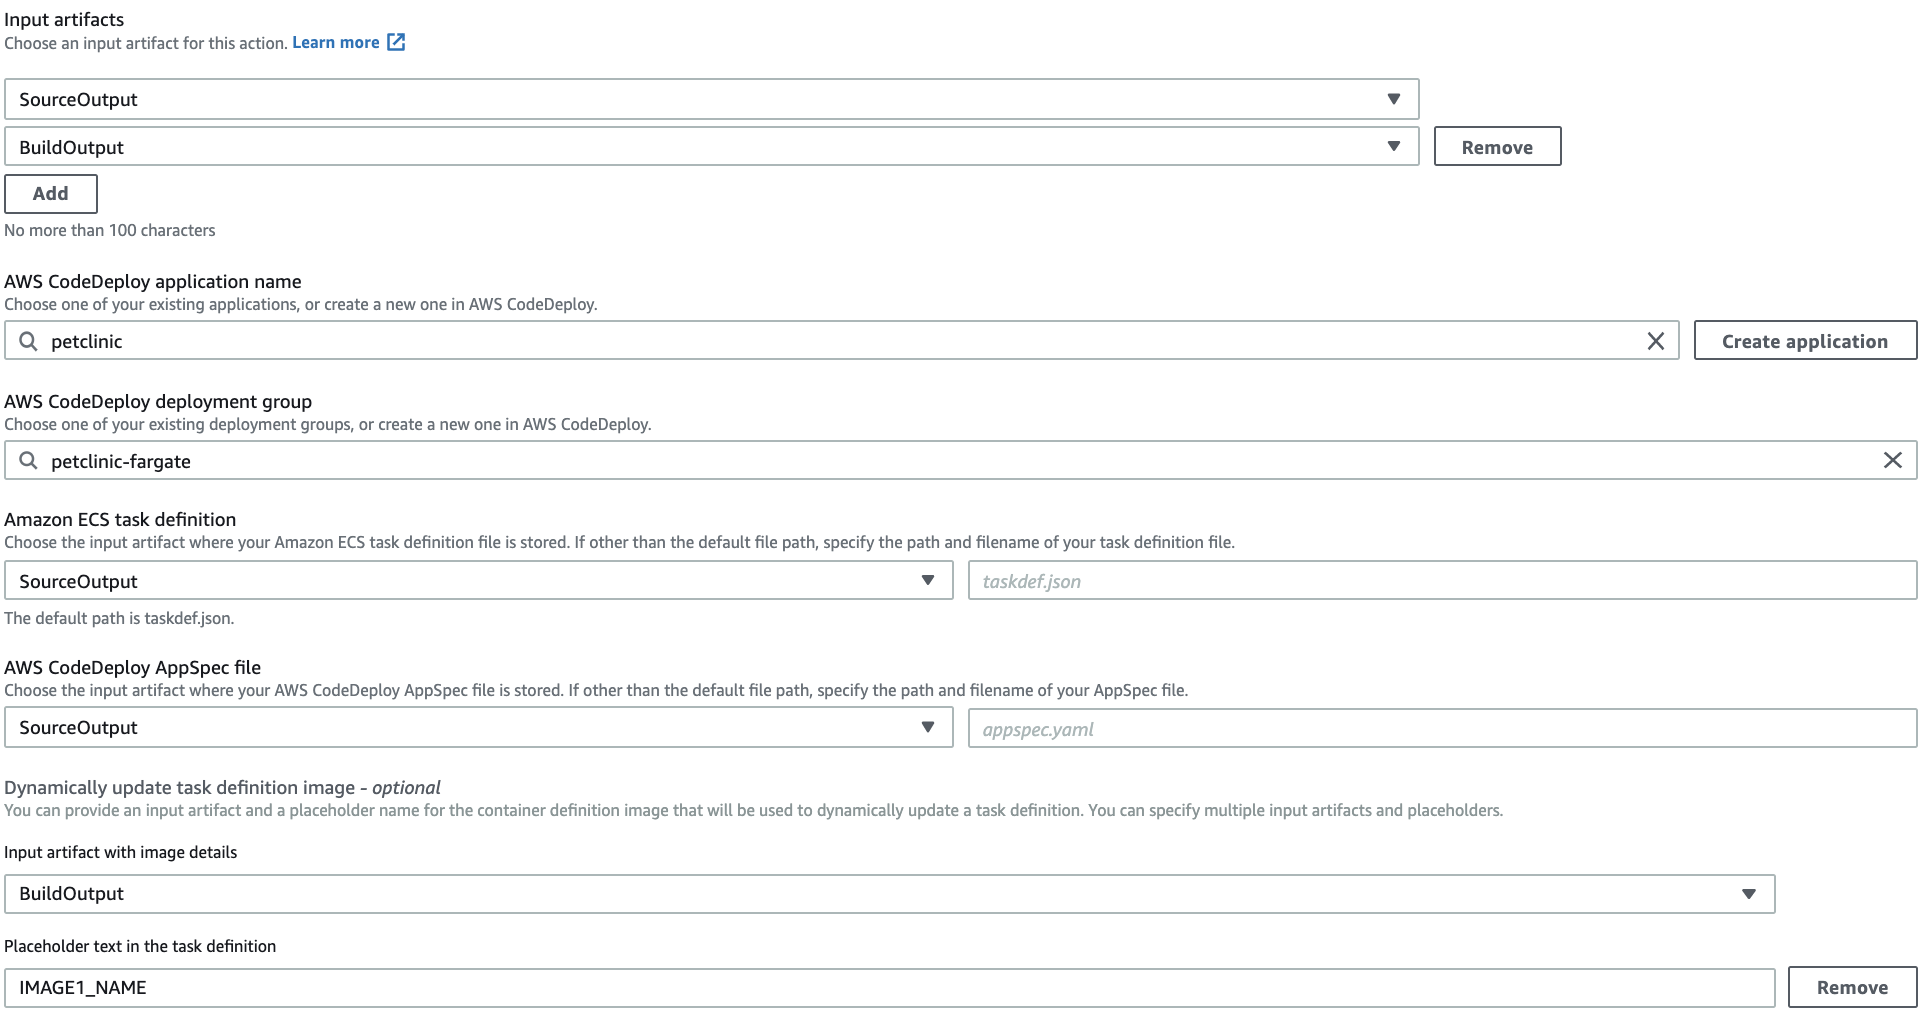 Input artifacts
Choose an input artifact for this action. Learn more
SourceOutput
BuildOutput
Remove
Add
No more than 100 characters
AWS CodeDeploy application name
Choose one of your existing applications, or create a new one in AWS CodeDeploy.
petclinic
Create application
AWS CodeDeploy deployment group
Choose one of your existing deployment groups, or create a new one in AWS CodeDeploy.
petclinic-fargate
Amazon ECS task definition
Choose the input artifact where your Amazon ECS task definition file is stored. If other than the default file path, specify the path and filename of your task definition file.
SourceOutput
taskdef.json
The default path is taskdef.json.
AWS CodeDeploy AppSpec file
Choose the input artifact where your AWS CodeDeploy AppSpec file is stored. If other than the default file path, specify the path and filename of your AppSpec file.
SourceOutput
appspec.yaml
Dynamically update task definition image - optional
You can provide an input artifact and a placeholder name for the container definition image that will be used to dynamically update a task definition. You can specify multiple input artifacts and placeholders.
Input artifact with image details
BuildOutput
Placeholder text in the task definition
IMAGE1_NAME
Remove